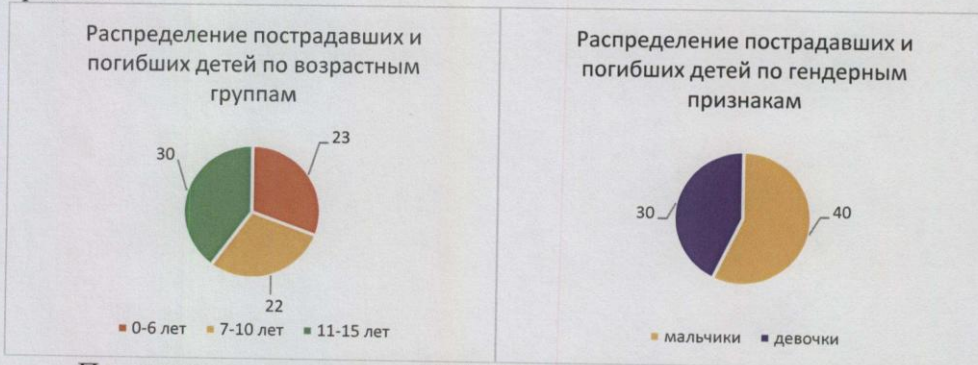 Распределение пострадавших и
погибших детей по возрастным
группам
30
23
22
0-6 лет 7-10 лет 11-15 лет
Распределение пострадавших и
погибших детей по гендерным
признакам
30
40
мальчики девочки